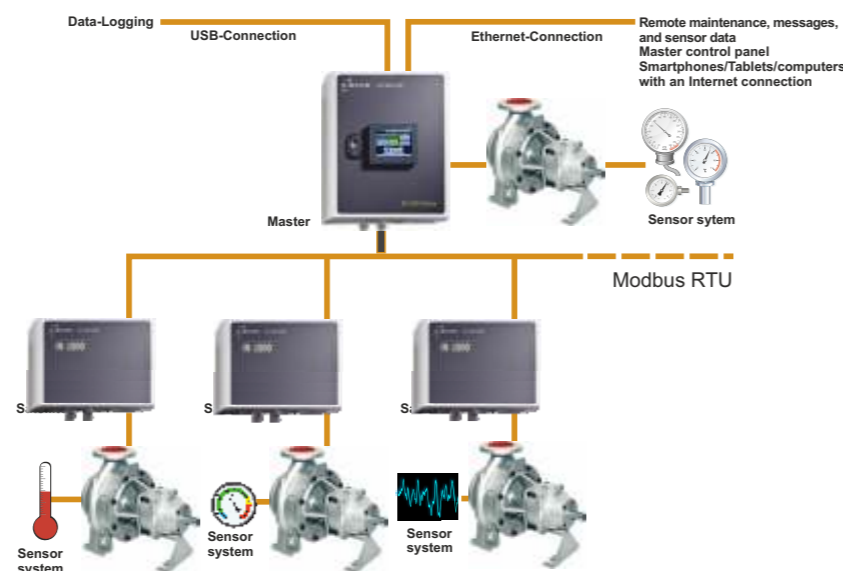 Data-Logging
USB-Connection
Ethernet-Connection
Remote maintenance, messages,
and sensor data
Master control panel
Smartphones/Tablets/computers
with an Internet connection
Master
Sensor sytem
Modbus RTU
Sensor
system
Sensor
system
Sensor
system